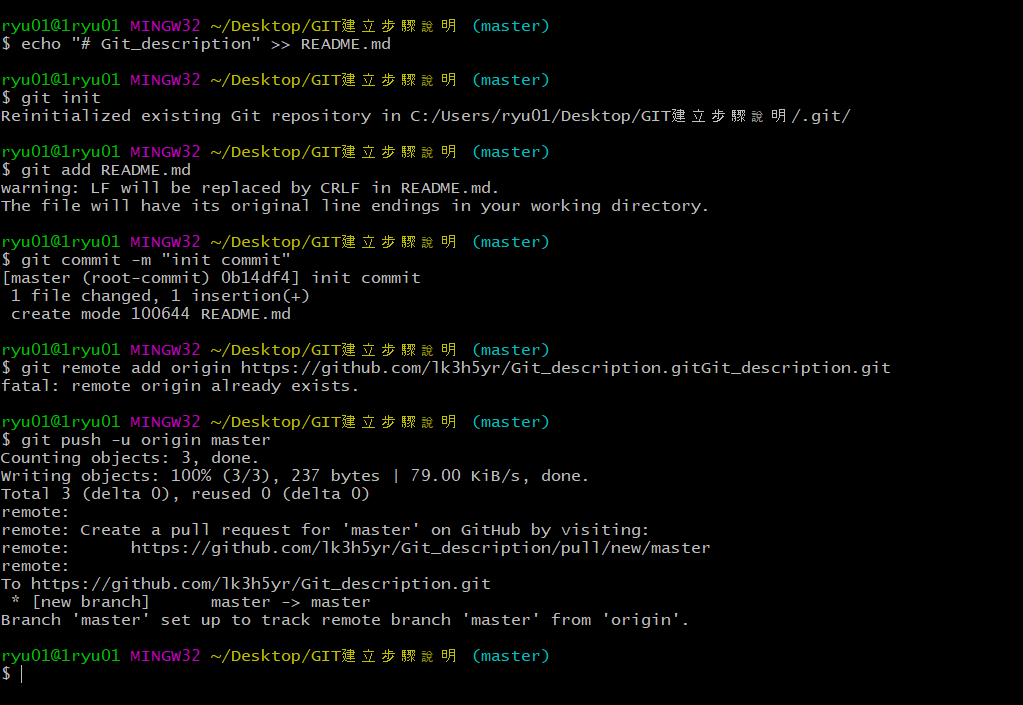 ryu01@1ryu01 MINGW32 ~/Desktop/GIT建立步驟說明 (master)
$ echo "# Git_description" >> README.md
ryu01@1ryu01 MINGW32 ~/Desktop/GIT建立步驟說明 (master)
$ git init
Reinitialized existing Git repository in C:/Users/ryu01/Desktop/GIT建立步驟說明/.git/
ryu01@1ryu01 MINGW32 ~/Desktop/GIT建立步驟說明 (master)
$ git add README.md
warning: LF will be replaced by CRLF in README.md.
The file will have its original line endings in your working directory.
ryu01@1ryu01 MINGW32 ~/Desktop/GIT建立步驟說明 (master)
$ git commit -m "init commit"
[master (root-commit) 0b14df4] init commit
 1 file changed, 1 insertion(+)
 create mode 100644 README.md
ryu01@1ryu01 MINGW32 ~/Desktop/GIT建立步驟說明 (master)
$ git remote add origin https://github.com/lk3h5yr/Git_description.gitGit_description.git
fatal: remote origin already exists.
ryu01@1ryu01 MINGW32 ~/Desktop/GIT建立步驟說明 (master)
$ git push -u origin master
Counting objects: 3, done.
Writing objects: 100% (3/3), 237 bytes | 79.00 KiB/s, done.
Total 3 (delta 0), reused 0 (delta 0)
remote:
remote: Create a pull request for 'master' on GitHub by visiting:
remote:      https://github.com/lk3h5yr/Git_description/pull/new/master
remote:
To https://github.com/lk3h5yr/Git_description.git
 * [new branch]      master -> master
Branch 'master' set up to track remote branch 'master' from 'origin'.
ryu01@1ryu01 MINGW32 ~/Desktop/GIT建立步驟說明 (master)
$